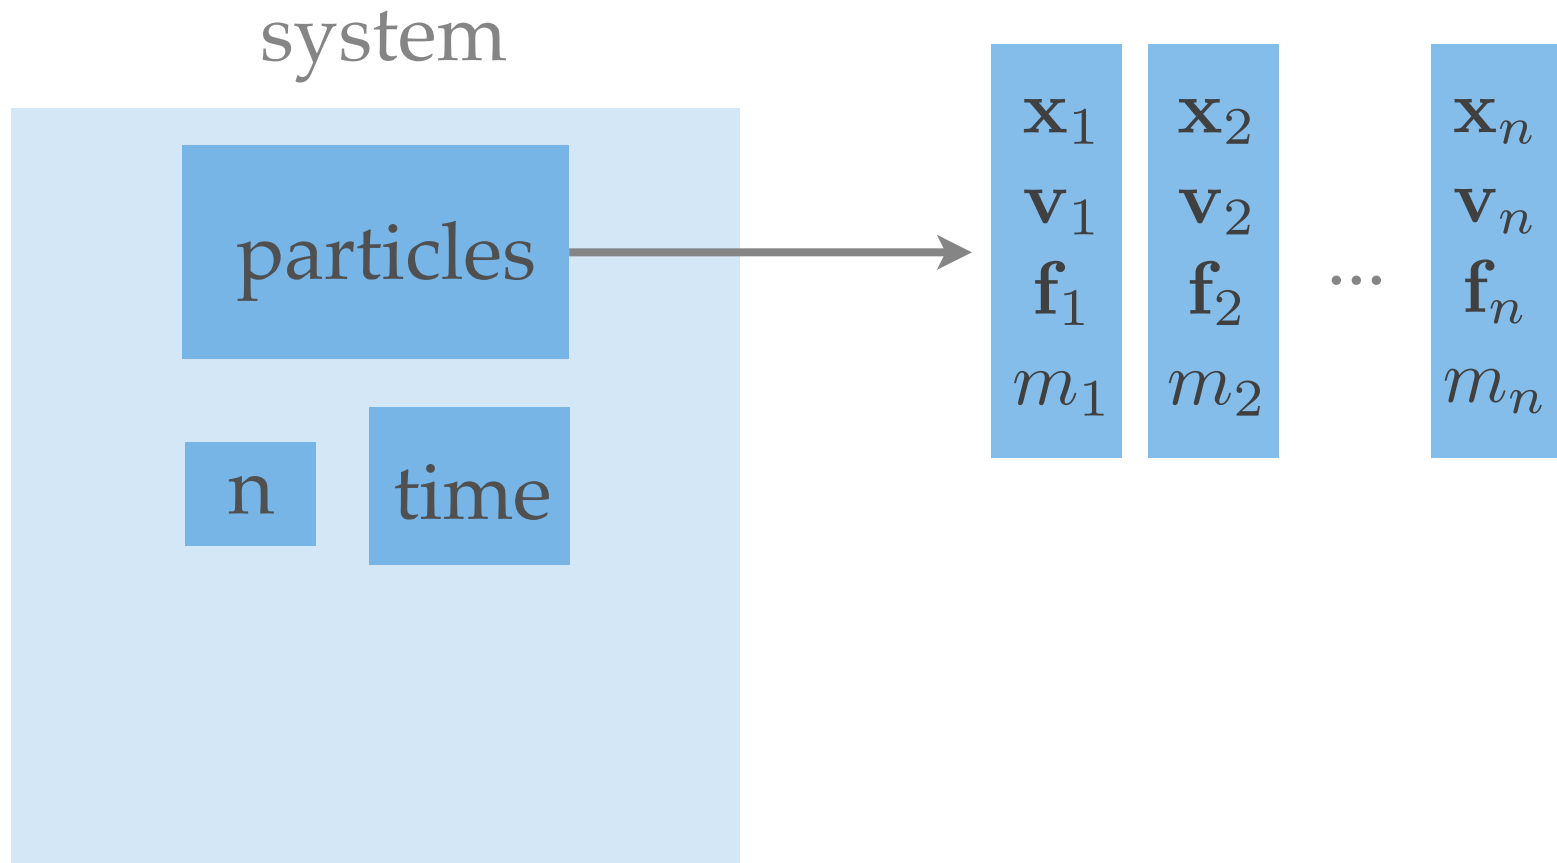 system
particles
n
time
x₁ x₂ xₙ
v₁ v₂ vₙ
f₁ f₂ ... fₙ
m₁ m₂ mₙ